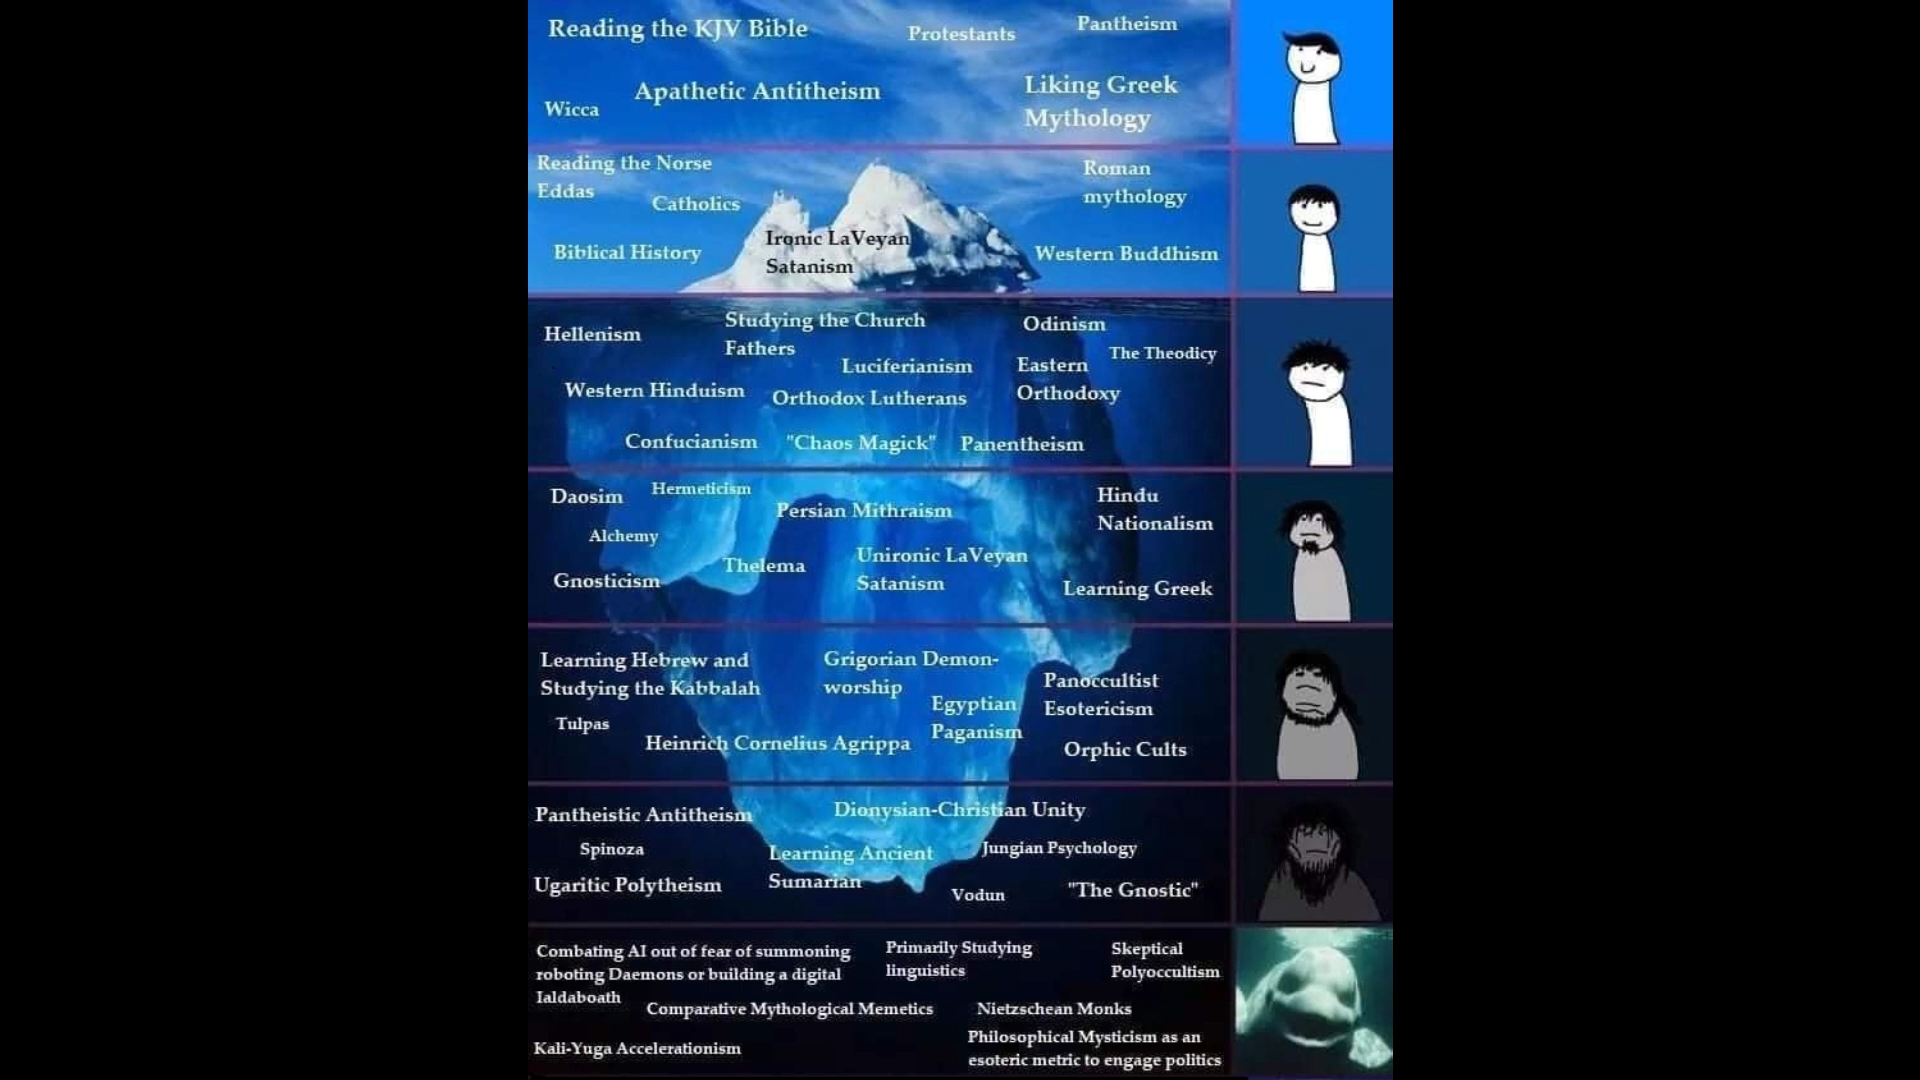 Reading the KJV Bible
Protestants
Pantheism
Wicca
Apathetic Antitheism
Liking Greek
Mythology
Reading the Norse
Eddas
Catholics
Roman
mythology
Biblical History
Ironic LaVeyan
Satanism
Western Buddhism
Hellenism
Studying the Church
Fathers
Odinism
The Theodicy
Luciferianism
Eastern
Orthodoxy
Western Hinduism
Orthodox Lutherans
Confucianism
"Chaos Magick"
Panentheism
Daosim
Hermeticism
Persian Mithraism
Hindu
Nationalism
Alchemy
Thelema
Unironic LaVeyan
Satanism
Gnosticism
Learning Greek
Learning Hebrew and
Studying the Kabbalah
Grigorian Demon-
worship
Panoccultist
Esotericism
Egyptian
Paganism
Tulpas
Heinrich Cornelius Agrippa
Orphic Cults
Pantheistic Antitheism
Dionysian-Christian Unity
Spinoza
Learning Ancient
Sumarian
Jungian Psychology
Ugaritic Polytheism
Vodun
"The Gnostic"
Combating AI out of fear of summoning
roboting Daemons or building a digital
Ialdaboath
Primarily Studying
linguistics
Skeptical
Polyoccultism
Comparative Mythological Memetics
Nietzschean Monks
Kali-Yuga Accelerationism
Philosophical Mysticism as an
esoteric metric to engage politics